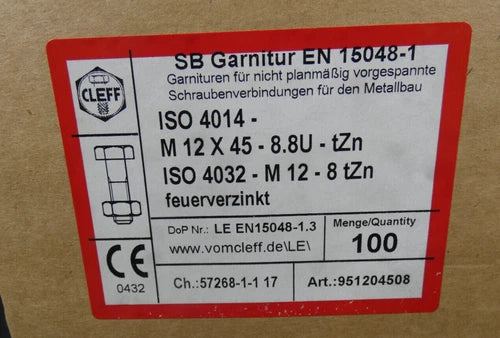 CLEFF
SB Garnitur EN 15048-1
Garnituren für nicht planmäßig vorgespannte
Schraubenverbindungen für den Metallbau
ISO 4014 -
M 12 X 45 - 8.8U - tZn
ISO 4032 - M 12 - 8 tZn
feuerverzinkt
DoP Nr.: LE EN15048-1.3
www.vomcleff.de\LE\
Menge/Quantity
100
CE
0432
Ch.:57268-1-1 17
Art.:951204508